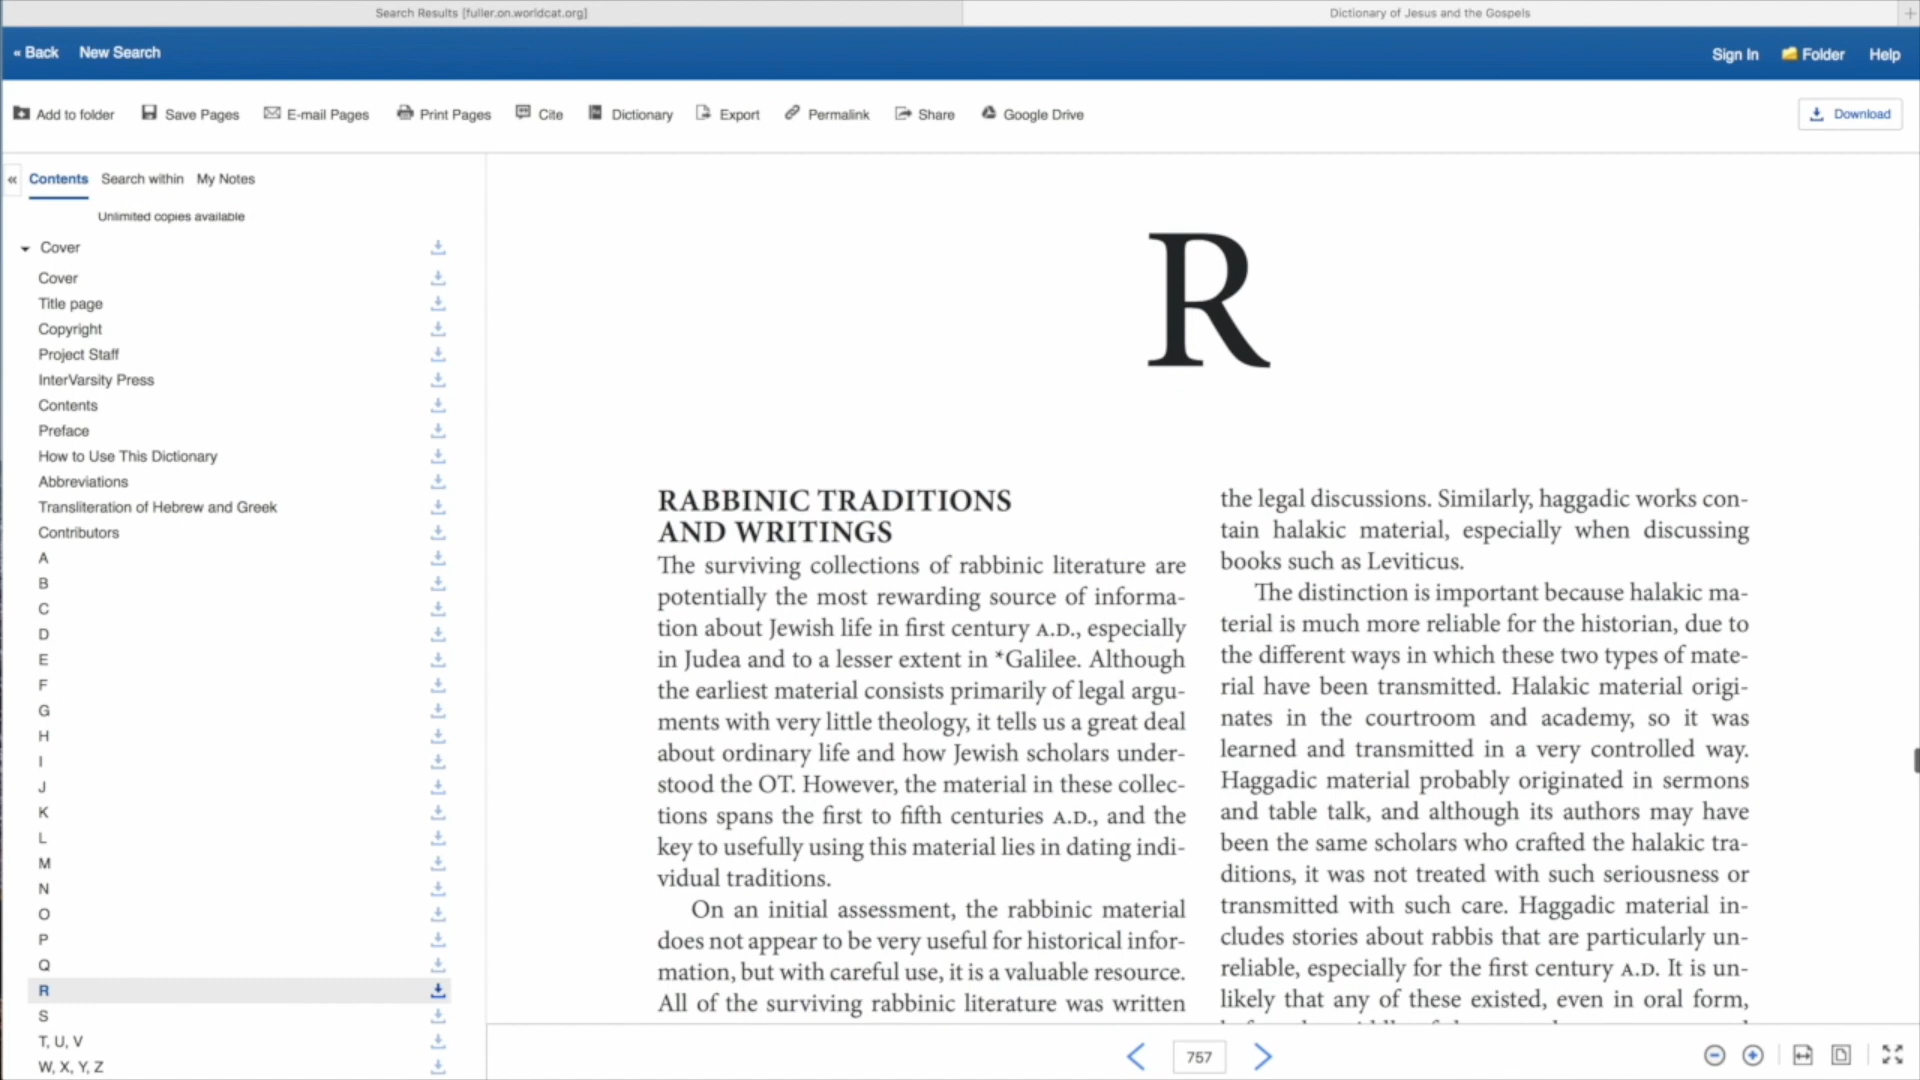 Search Results [fuller.on.worldcat.org]
Dictionary of Jesus and the Gospels
+
« Back
New Search
Sign In
Folder
Help
Add to folder
Save Pages
E-mail Pages
Print Pages
Cite
Dictionary
Export
Permalink
Share
Google Drive
Download
«
Contents
Search within
My Notes
Unlimited copies available
Cover
Cover
Title page
Copyright
Project Staff
InterVarsity Press
Contents
Preface
How to Use This Dictionary
Abbreviations
Transliteration of Hebrew and Greek
Contributors
A
B
C
D
E
F
G
H
I
J
K
L
M
N
O
P
Q
R
S
T, U, V
W, X, Y, Z
R
RABBINIC TRADITIONS
AND WRITINGS
The surviving collections of rabbinic literature are
potentially the most rewarding source of informa-
tion about Jewish life in first century A.D., especially
in Judea and to a lesser extent in *Galilee. Although
the earliest material consists primarily of legal argu-
ments with very little theology, it tells us a great deal
about ordinary life and how Jewish scholars under-
stood the OT. However, the material in these collec-
tions spans the first to fifth centuries A.D., and the
key to usefully using this material lies in dating indi-
vidual traditions.
On an initial assessment, the rabbinic material
does not appear to be very useful for historical infor-
mation, but with careful use, it is a valuable resource.
All of the surviving rabbinic literature was written
the legal discussions. Similarly, haggadic works con-
tain halakic material, especially when discussing
books such as Leviticus.
The distinction is important because halakic ma-
terial is much more reliable for the historian, due to
the different ways in which these two types of mate-
rial have been transmitted. Halakic material origi-
nates in the courtroom and academy, so it was
learned and transmitted in a very controlled way.
Haggadic material probably originated in sermons
and table talk, and although its authors may have
been the same scholars who crafted the halakic tra-
ditions, it was not treated with such seriousness or
transmitted with such care. Haggadic material in-
cludes stories about rabbis that are particularly un-
reliable, especially for the first century A.D. It is un-
likely that any of these existed, even in oral form,
757